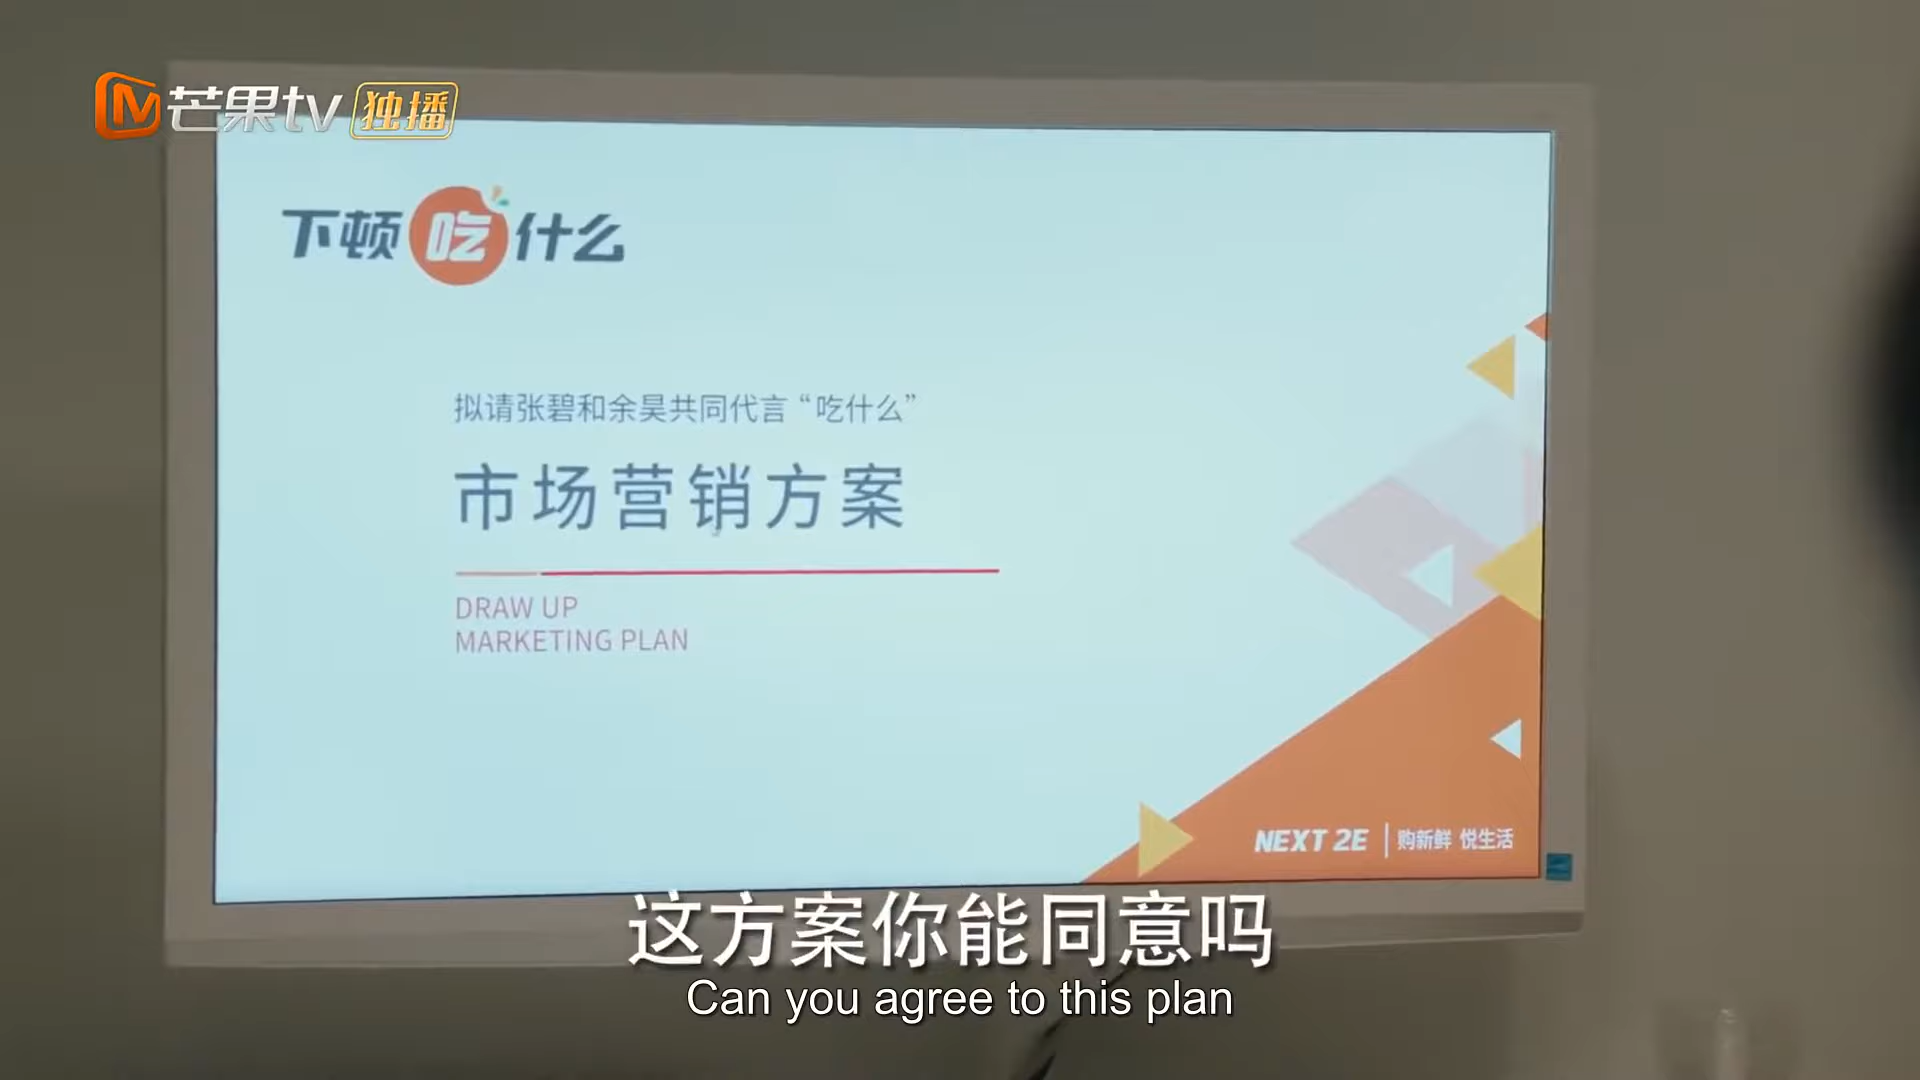 芒果tv 独播
下顿吃什么
拟请张碧和余昊共同代言“吃什么”
市场营销方案
DRAW UP
MARKETING PLAN
NEXT 2E 购新鲜 悦生活
这方案你能同意吗
Can you agree to this plan